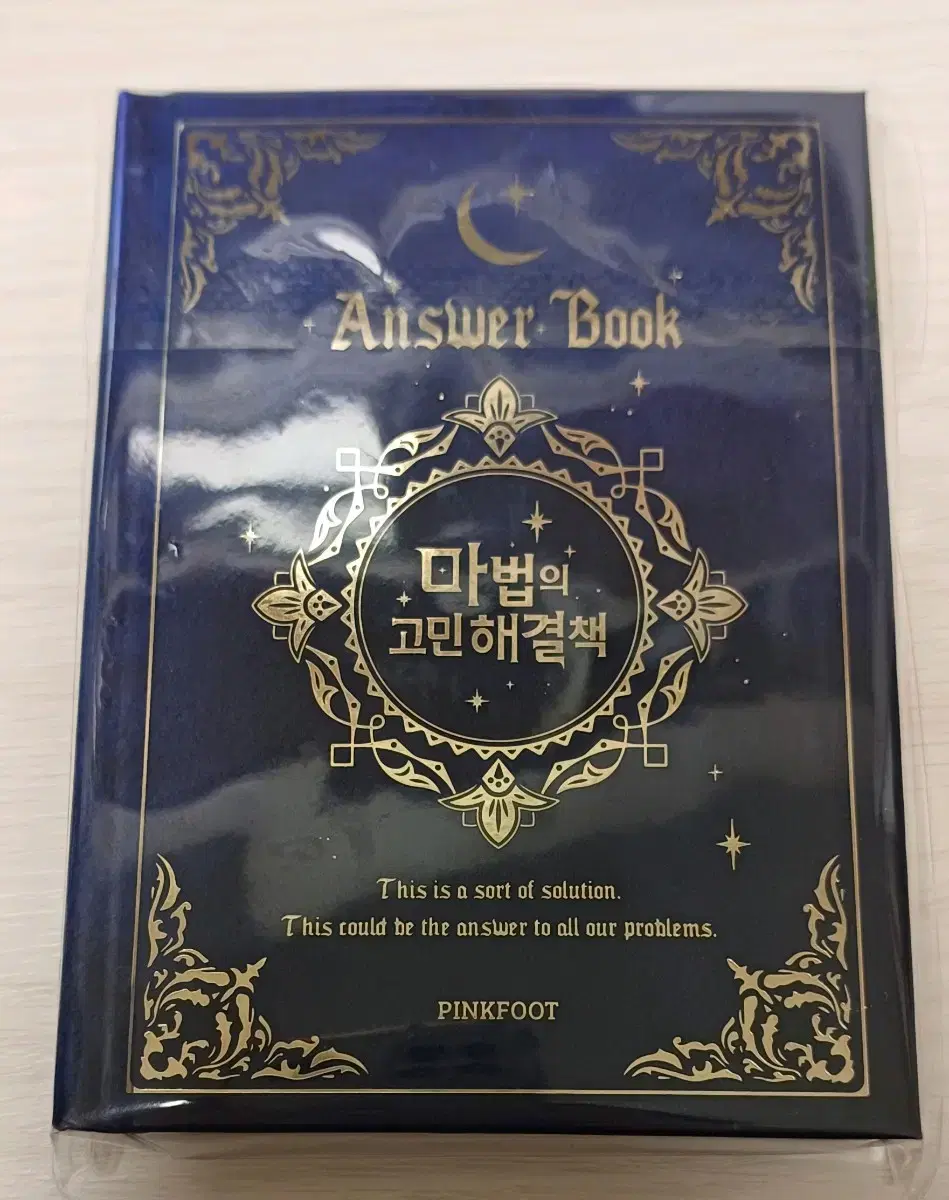 Answer Book
마법의
고민해결책
This is a sort of solution.
This could be the answer to all our problems.
PINKFOOT